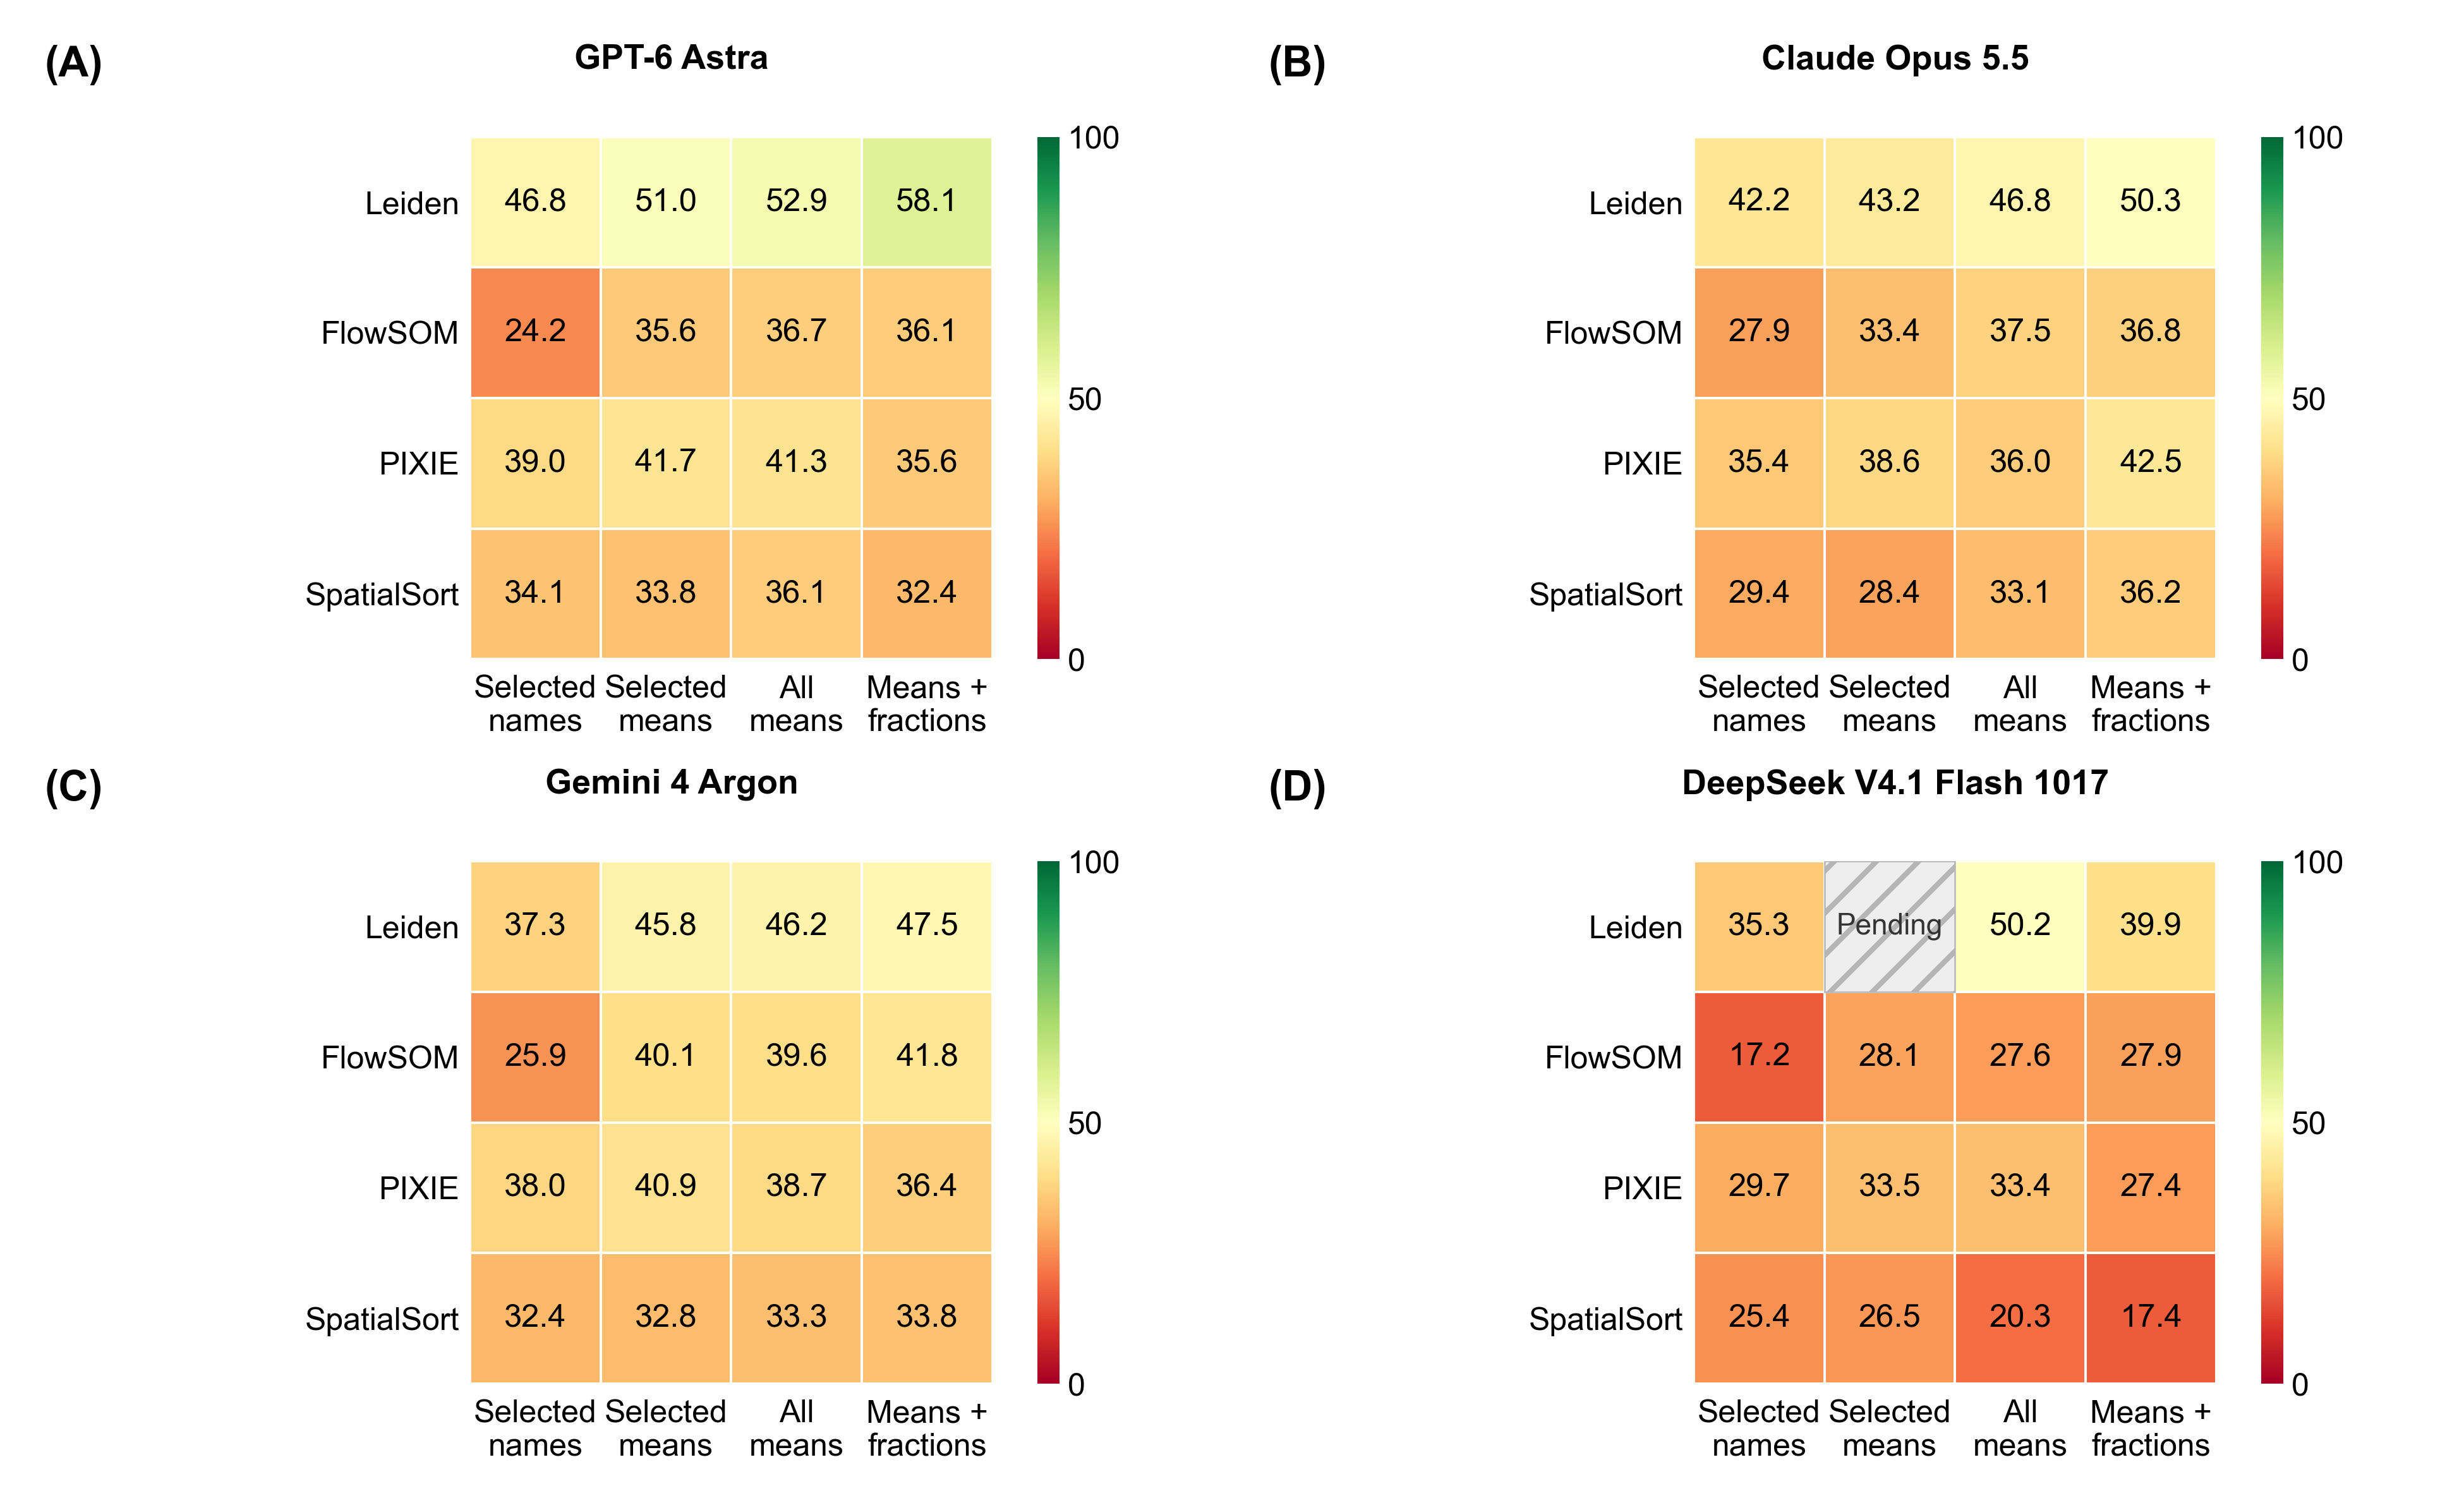 (A)
GPT-6 Astra
100
Leiden
46.8 51.0 52.9 58.1
FlowSOM
24.2 35.6 36.7 36.1
50
PIXIE
39.0 41.7 41.3 35.6
SpatialSort
34.1 33.8 36.1 32.4
0
Selected Selected All Means +
names means means fractions
(B)
Claude Opus 5.5
100
Leiden
42.2 43.2 46.8 50.3
FlowSOM
27.9 33.4 37.5 36.8
50
PIXIE
35.4 38.6 36.0 42.5
SpatialSort
29.4 28.4 33.1 36.2
0
Selected Selected All Means +
names means means fractions
(C)
Gemini 4 Argon
100
Leiden
37.3 45.8 46.2 47.5
FlowSOM
25.9 40.1 39.6 41.8
50
PIXIE
38.0 40.9 38.7 36.4
SpatialSort
32.4 32.8 33.3 33.8
0
Selected Selected All Means +
names means means fractions
(D)
DeepSeek V4.1 Flash 1017
100
Leiden
35.3 Pending 50.2 39.9
FlowSOM
17.2 28.1 27.6 27.9
50
PIXIE
29.7 33.5 33.4 27.4
SpatialSort
25.4 26.5 20.3 17.4
0
Selected Selected All Means +
names means means fractions